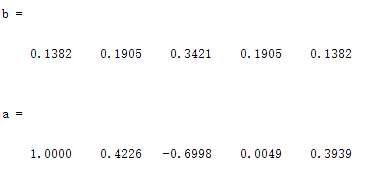 b =
0.1382 0.1905 0.3421 0.1905 0.1382
a =
1.0000 0.4226 -0.6998 0.0049 0.3939